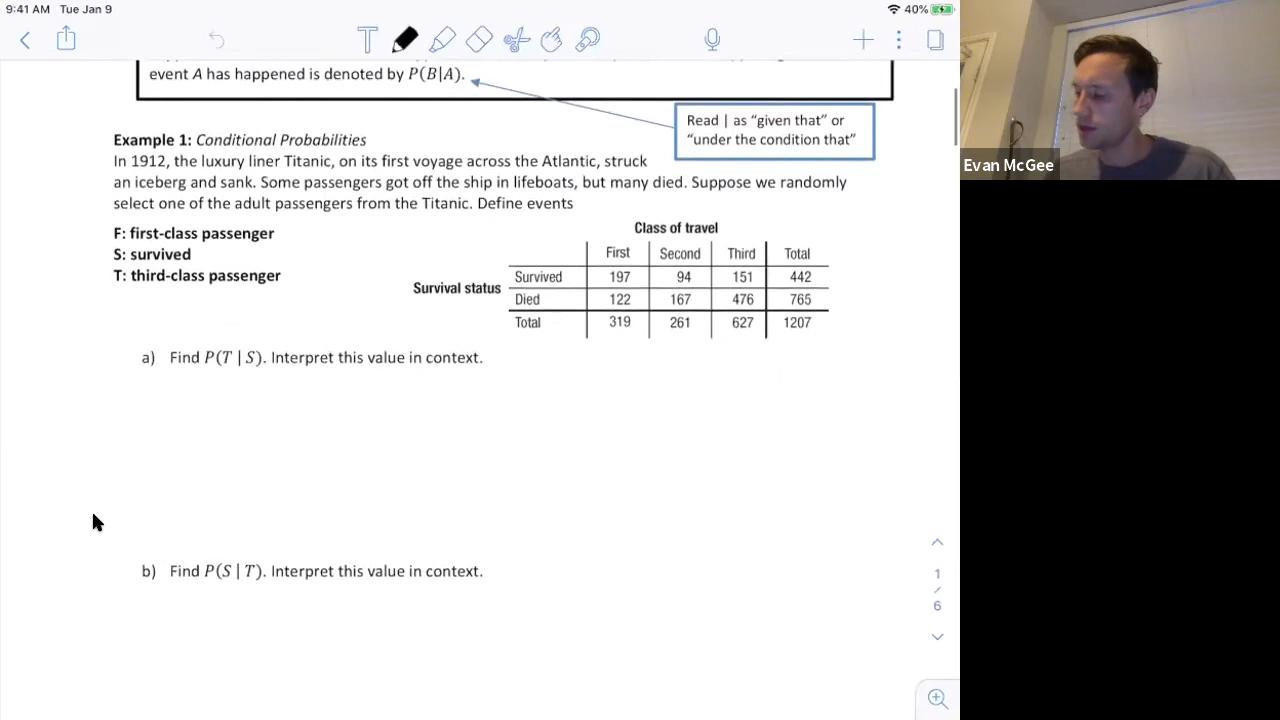 9:41 AM Tue Jan 9
40%
event A has happened is denoted by P(B|A).
Read | as “given that” or
“under the condition that”
Example 1: Conditional Probabilities
In 1912, the luxury liner Titanic, on its first voyage across the Atlantic, struck
an iceberg and sank. Some passengers got off the ship in lifeboats, but many died. Suppose we randomly
select one of the adult passengers from the Titanic. Define events
F: first-class passenger
S: survived
T: third-class passenger
Class of travel
First Second Third Total
Survival status
Survived 197 94 151 442
Died 122 167 476 765
Total 319 261 627 1207
a) Find P(T | S). Interpret this value in context.
b) Find P(S | T). Interpret this value in context.
1
/
6
Evan McGee